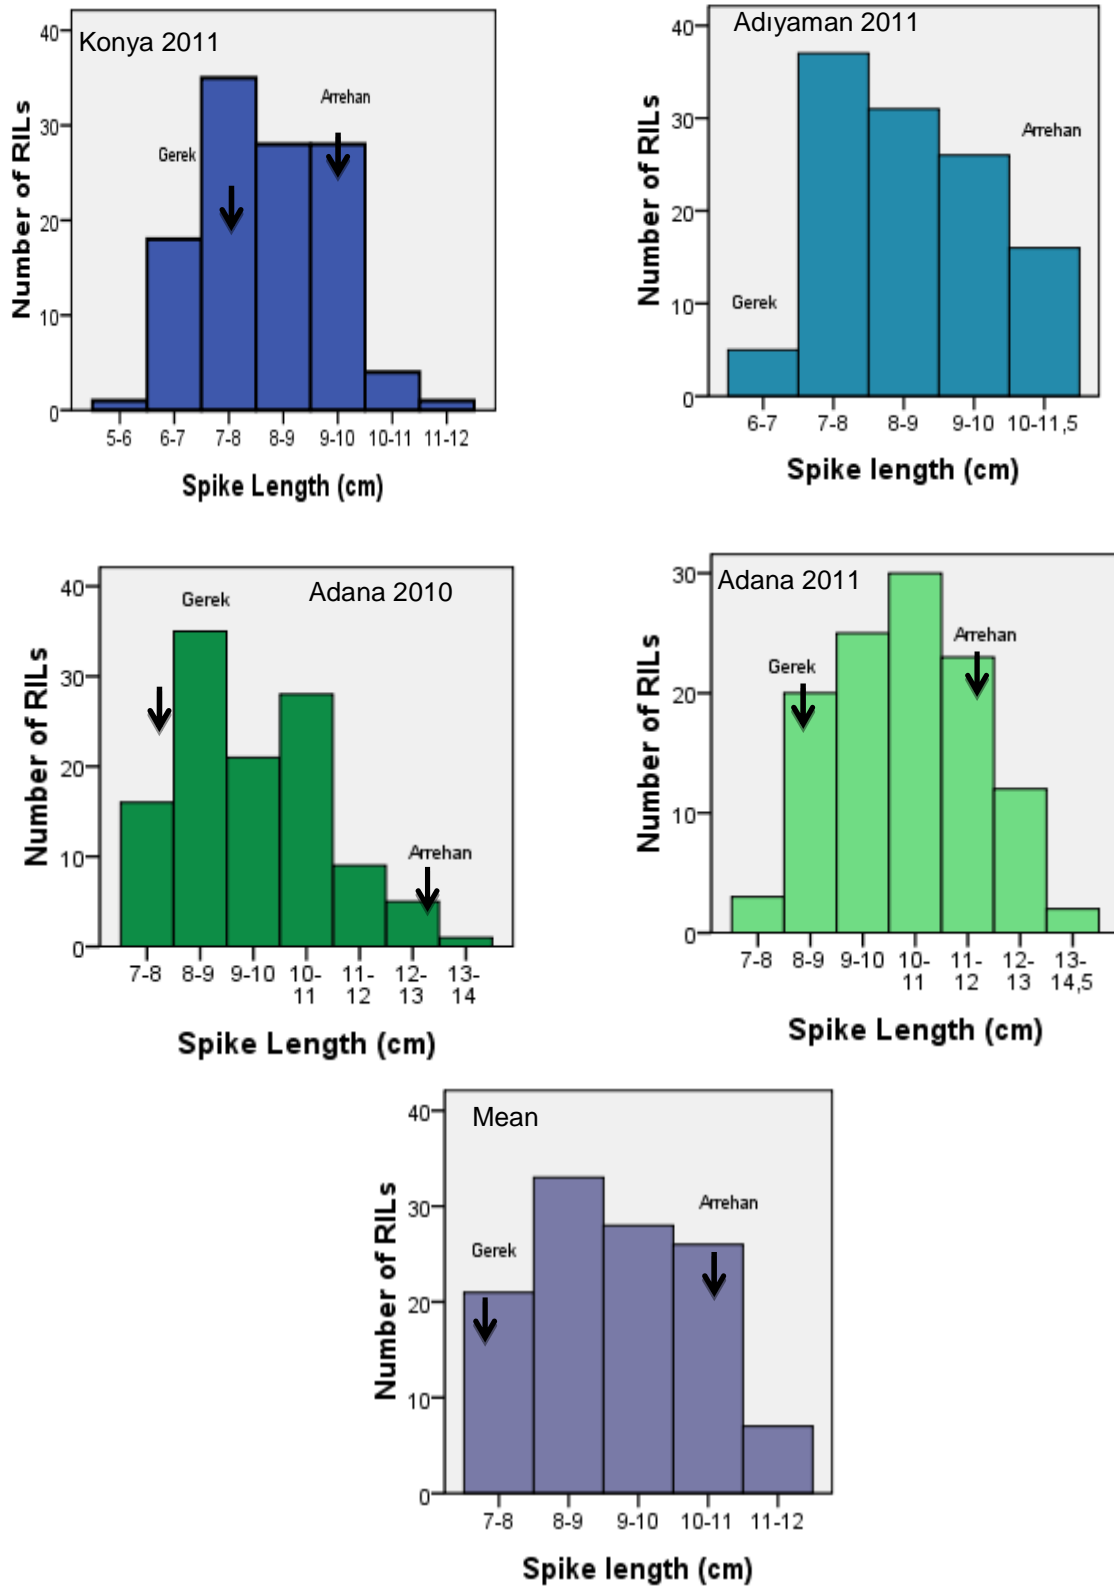 Konya 2011
40
30
20
10
0
Number of RILs
Gerek
Arrehan
5-6 6-7 7-8 8-9 9-10 10-11 11-12
Spike Length (cm)
Adıyaman 2011
40
30
20
10
0
Number of RILs
Gerek
Arrehan
6-7 7-8 8-9 9-10 10-11,5
Spike length (cm)
Adana 2010
40
30
20
10
0
Number of RILs
Gerek
Arrehan
7-8 8-9 9-10 10- 11- 12- 13-
11 12 13 14
Spike Length (cm)
Adana 2011
30
20
10
0
Number of RILs
Gerek
Arrehan
7-8 8-9 9-10 10- 11- 12- 13-
11 12 13 14,5
Spike Length (cm)
Mean
40
30
20
10
0
Number of RILs
Gerek
Arrehan
7-8 8-9 9-10 10-11 11-12
Spike length (cm)